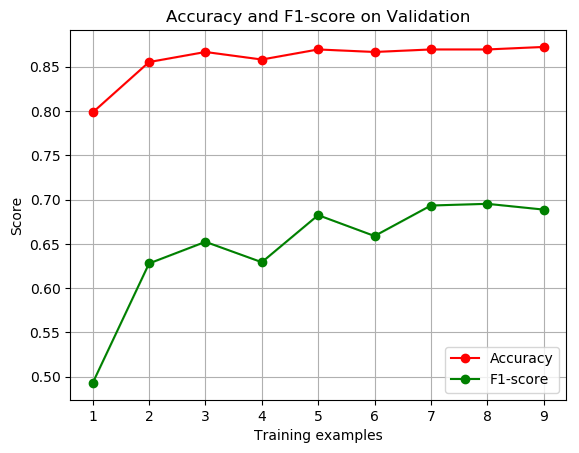 Accuracy and F1-score on Validation
Score
0.85
0.80
0.75
0.70
0.65
0.60
0.55
0.50
Accuracy
F1-score
1 2 3 4 5 6 7 8 9
Training examples